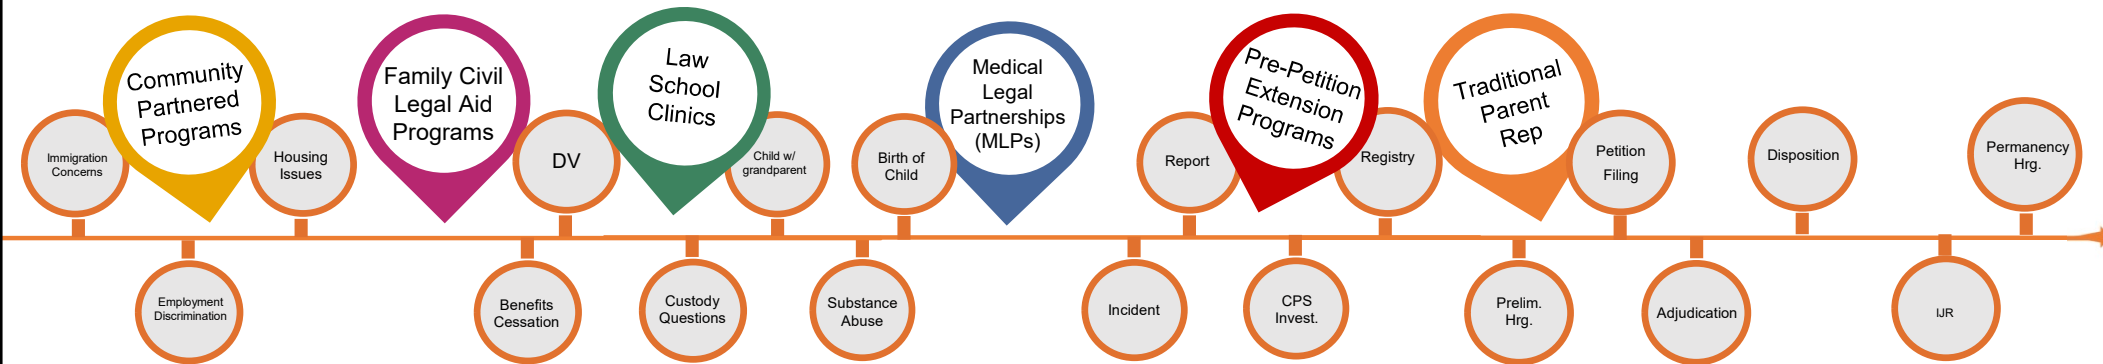 Community
Partnered
Programs
Family Civil
Legal Aid
Programs
Law
School
Clinics
Medical
Legal
Partnerships
(MLPs)
Pre-Petition
Extension
Programs
Traditional
Parent
Rep
Immigration
Concerns
Housing
Issues
DV
Child w/
grandparent
Birth of
Child
Report
Registry
Petition
Filing
Disposition
Permanency
Hrg.
Employment
Discrimination
Benefits
Cessation
Custody
Questions
Substance
Abuse
Incident
CPS
Invest.
Prelim.
Hrg.
Adjudication
IJR